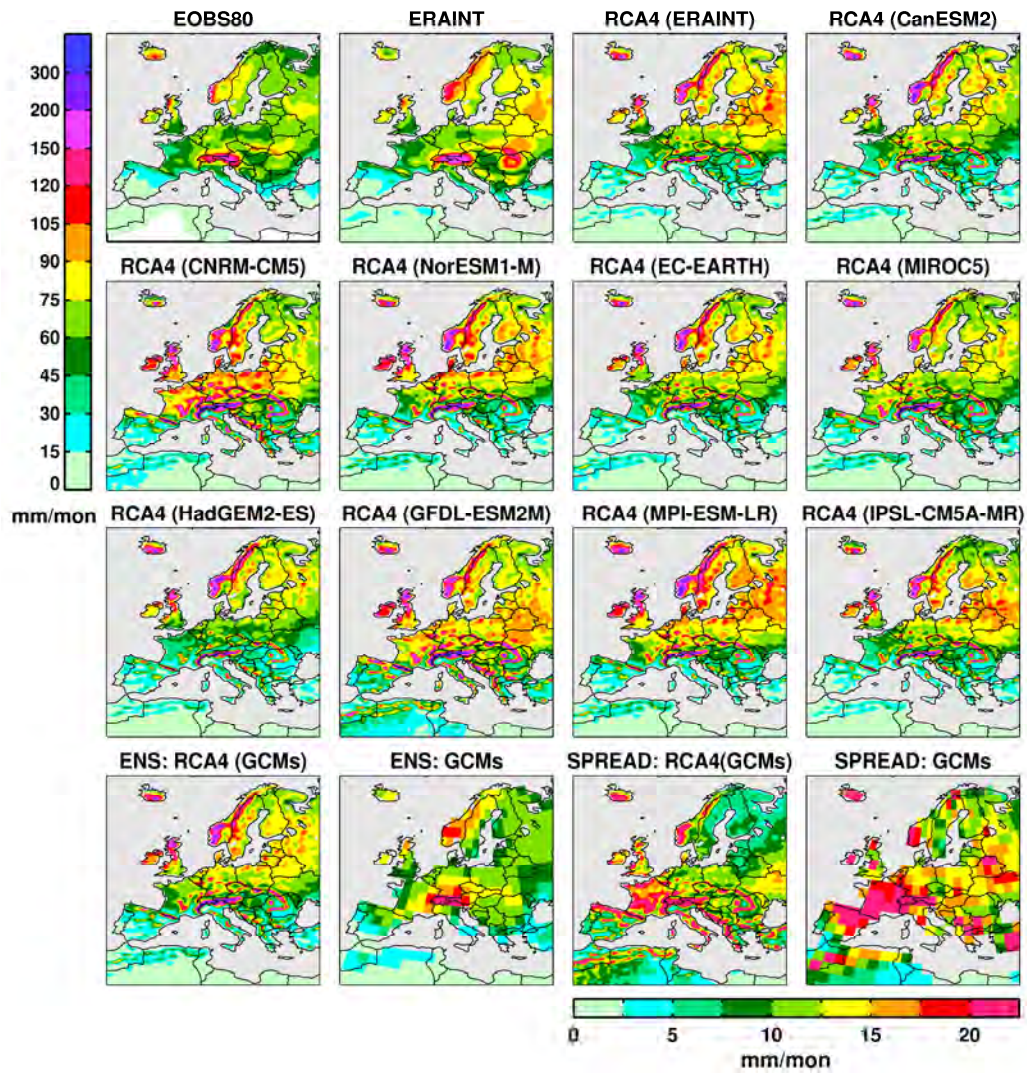 EOBS80 ERAINT RCA4 (ERAINT) RCA4 (CanESM2)
300
200
150
120
105
90
75
60
45
30
15
0
mm/mon
RCA4 (CNRM-CM5) RCA4 (NorESM1-M) RCA4 (EC-EARTH) RCA4 (MIROC5)
RCA4 (HadGEM2-ES) RCA4 (GFDL-ESM2M) RCA4 (MPI-ESM-LR) RCA4 (IPSL-CM5A-MR)
ENS: RCA4 (GCMs) ENS: GCMs SPREAD: RCA4(GCMs) SPREAD: GCMs
0 5 10 15 20
mm/mon